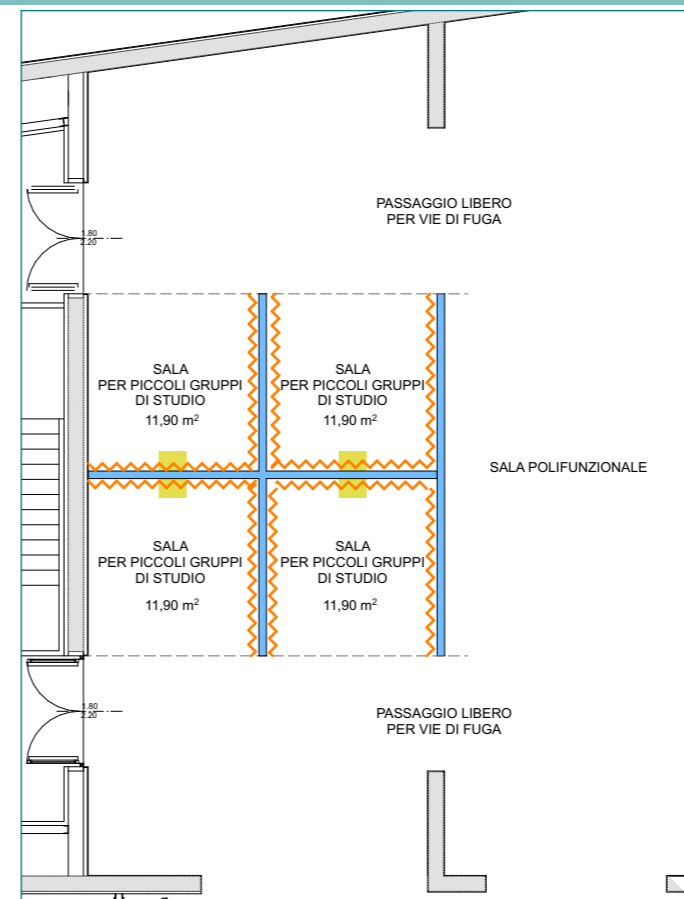 PASSAGGIO LIBERO
PER VIE DI FUGA
1.80
2.20
SALA
PER PICCOLI GRUPPI
DI STUDIO
11,90 m²
SALA
PER PICCOLI GRUPPI
DI STUDIO
11,90 m²
SALA POLIFUNZIONALE
SALA
PER PICCOLI GRUPPI
DI STUDIO
11,90 m²
SALA
PER PICCOLI GRUPPI
DI STUDIO
11,90 m²
1.80
2.20
PASSAGGIO LIBERO
PER VIE DI FUGA